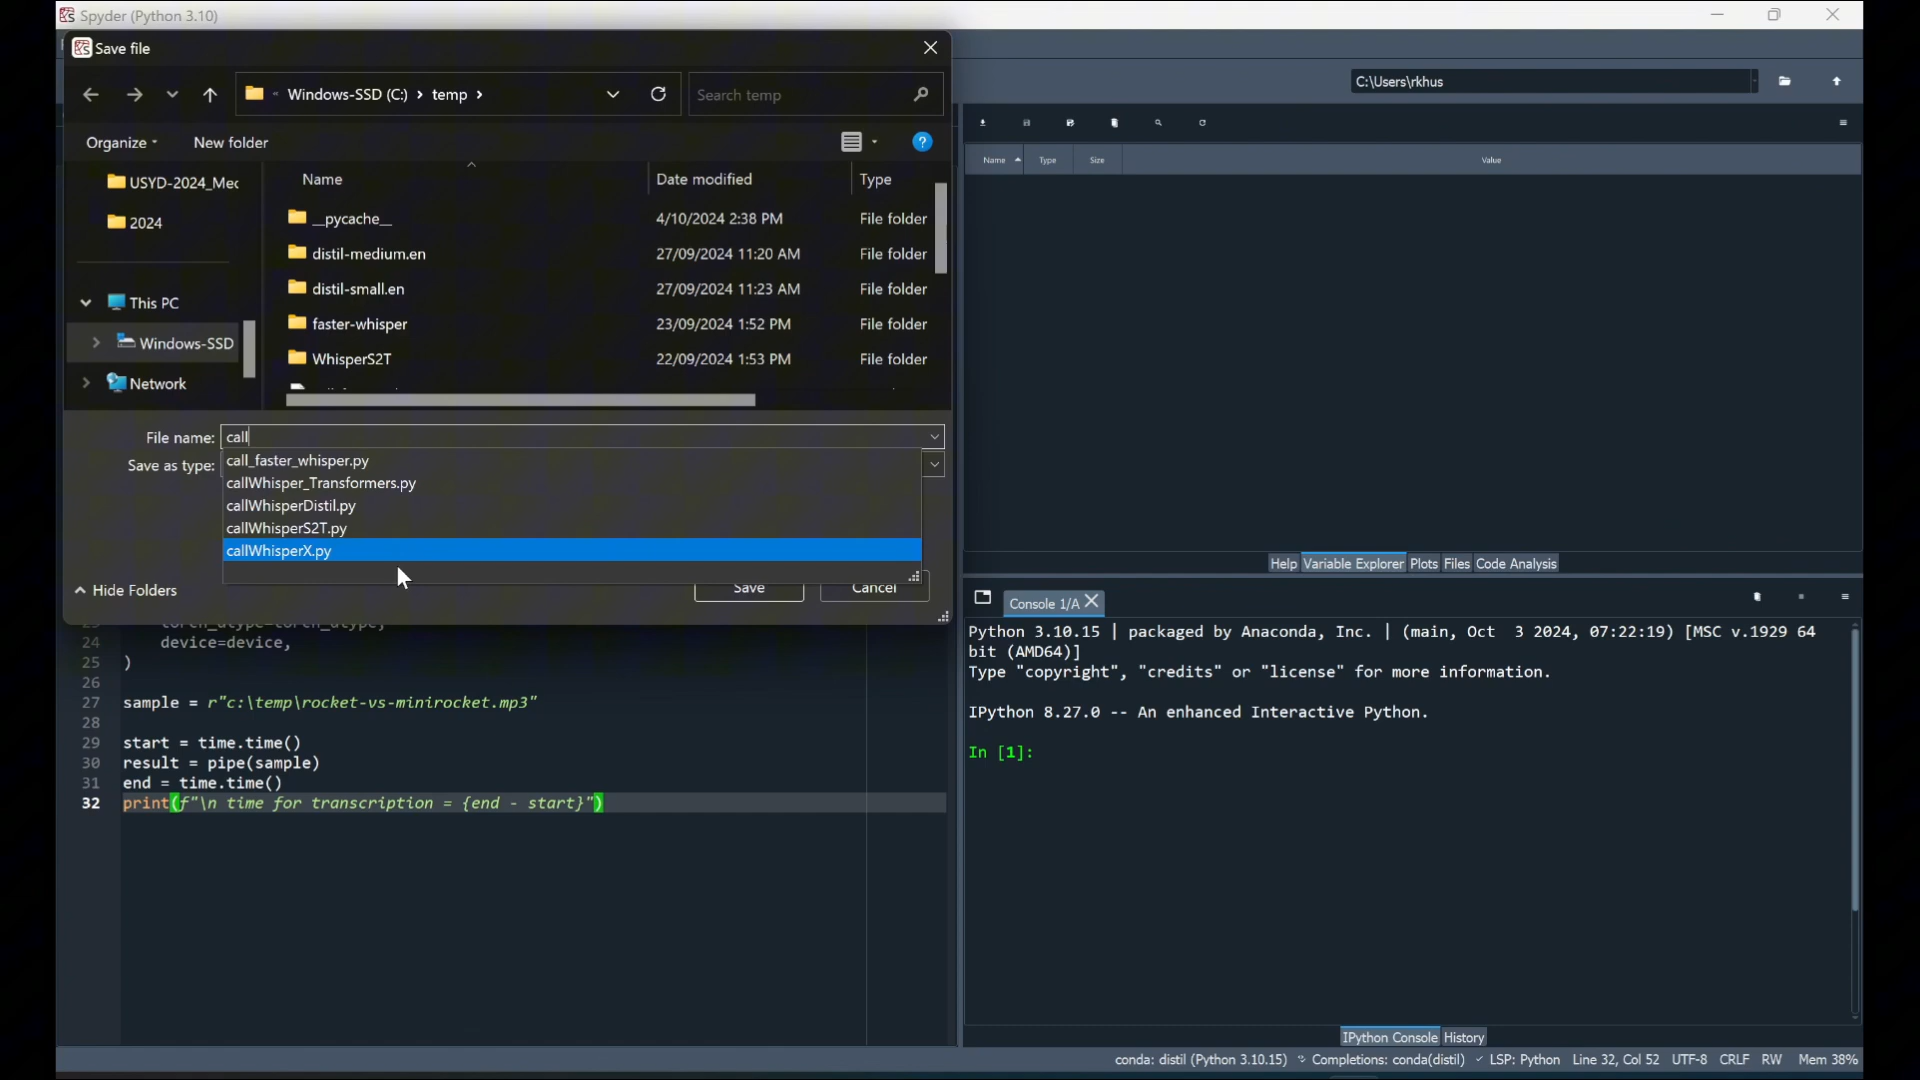 Spyder (Python 3.10)
Save file
Windows-SSD (C:) › temp ›
Search temp
C:\Users\rkhus
Organize
New folder
Name
Date modified
Type
USYD-2024_Mec
2024
This PC
Windows-SSD
Network
__pycache__ 4/10/2024 2:38 PM File folder
distil-medium.en 27/09/2024 11:20 AM File folder
distil-small.en 27/09/2024 11:23 AM File folder
faster-whisper 23/09/2024 1:52 PM File folder
WhisperS2T 22/09/2024 1:53 PM File folder
File name: call
Save as type:
call_faster_whisper.py
callWhisper_Transformers.py
callWhisperDistil.py
callWhisperS2T.py
callWhisperX.py
Hide Folders
Save
Cancel
24 device=device,
25 )
26
27 sample = r"c:\temp\rocket-vs-minirocket.mp3"
28
29 start = time.time()
30 result = pipe(sample)
31 end = time.time()
32 print(f"\n time for transcription = {end - start}")
Name Type Size Value
Help Variable Explorer Plots Files Code Analysis
Console 1/A
Python 3.10.15 | packaged by Anaconda, Inc. | (main, Oct  3 2024, 07:22:19) [MSC v.1929 64
bit (AMD64)]
Type "copyright", "credits" or "license" for more information.
IPython 8.27.0 -- An enhanced Interactive Python.
In [1]:
IPython Console History
conda: distil (Python 3.10.15) Completions: conda(distil) LSP: Python Line 32, Col 52 UTF-8 CRLF RW Mem 38%